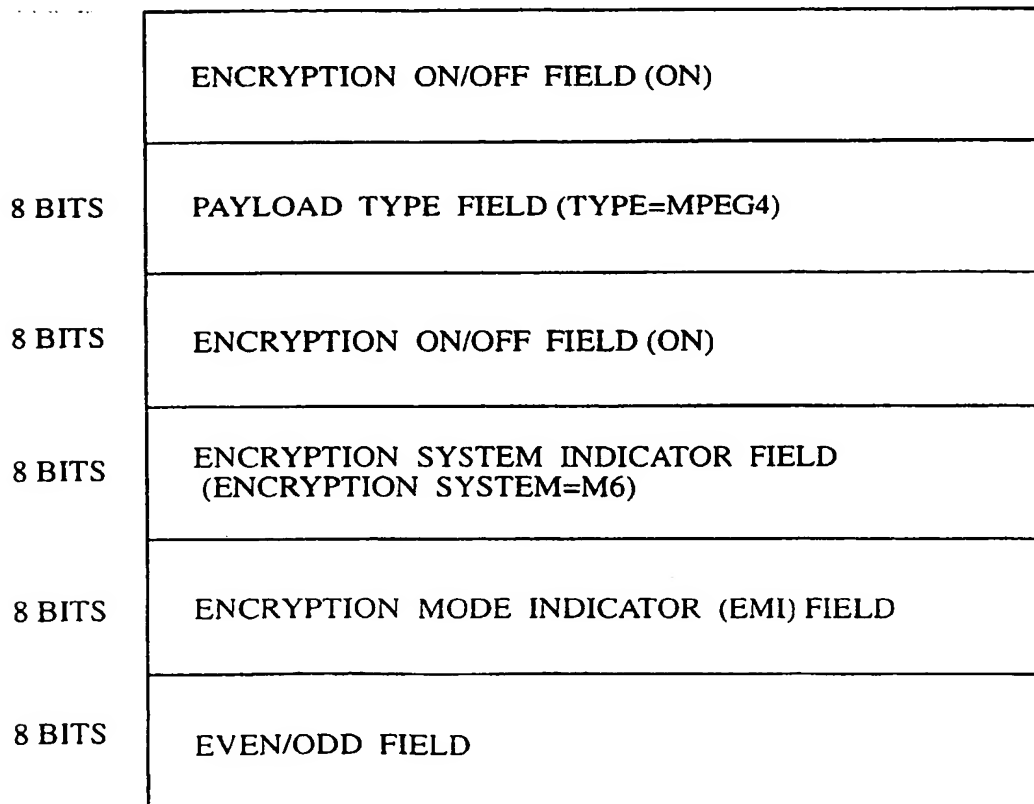 ENCRYPTION ON/OFF FIELD (ON)
8 BITS PAYLOAD TYPE FIELD (TYPE=MPEG4)
8 BITS ENCRYPTION ON/OFF FIELD (ON)
8 BITS ENCRYPTION SYSTEM INDICATOR FIELD
(ENCRYPTION SYSTEM=M6)
8 BITS ENCRYPTION MODE INDICATOR (EMI) FIELD
8 BITS EVEN/ODD FIELD